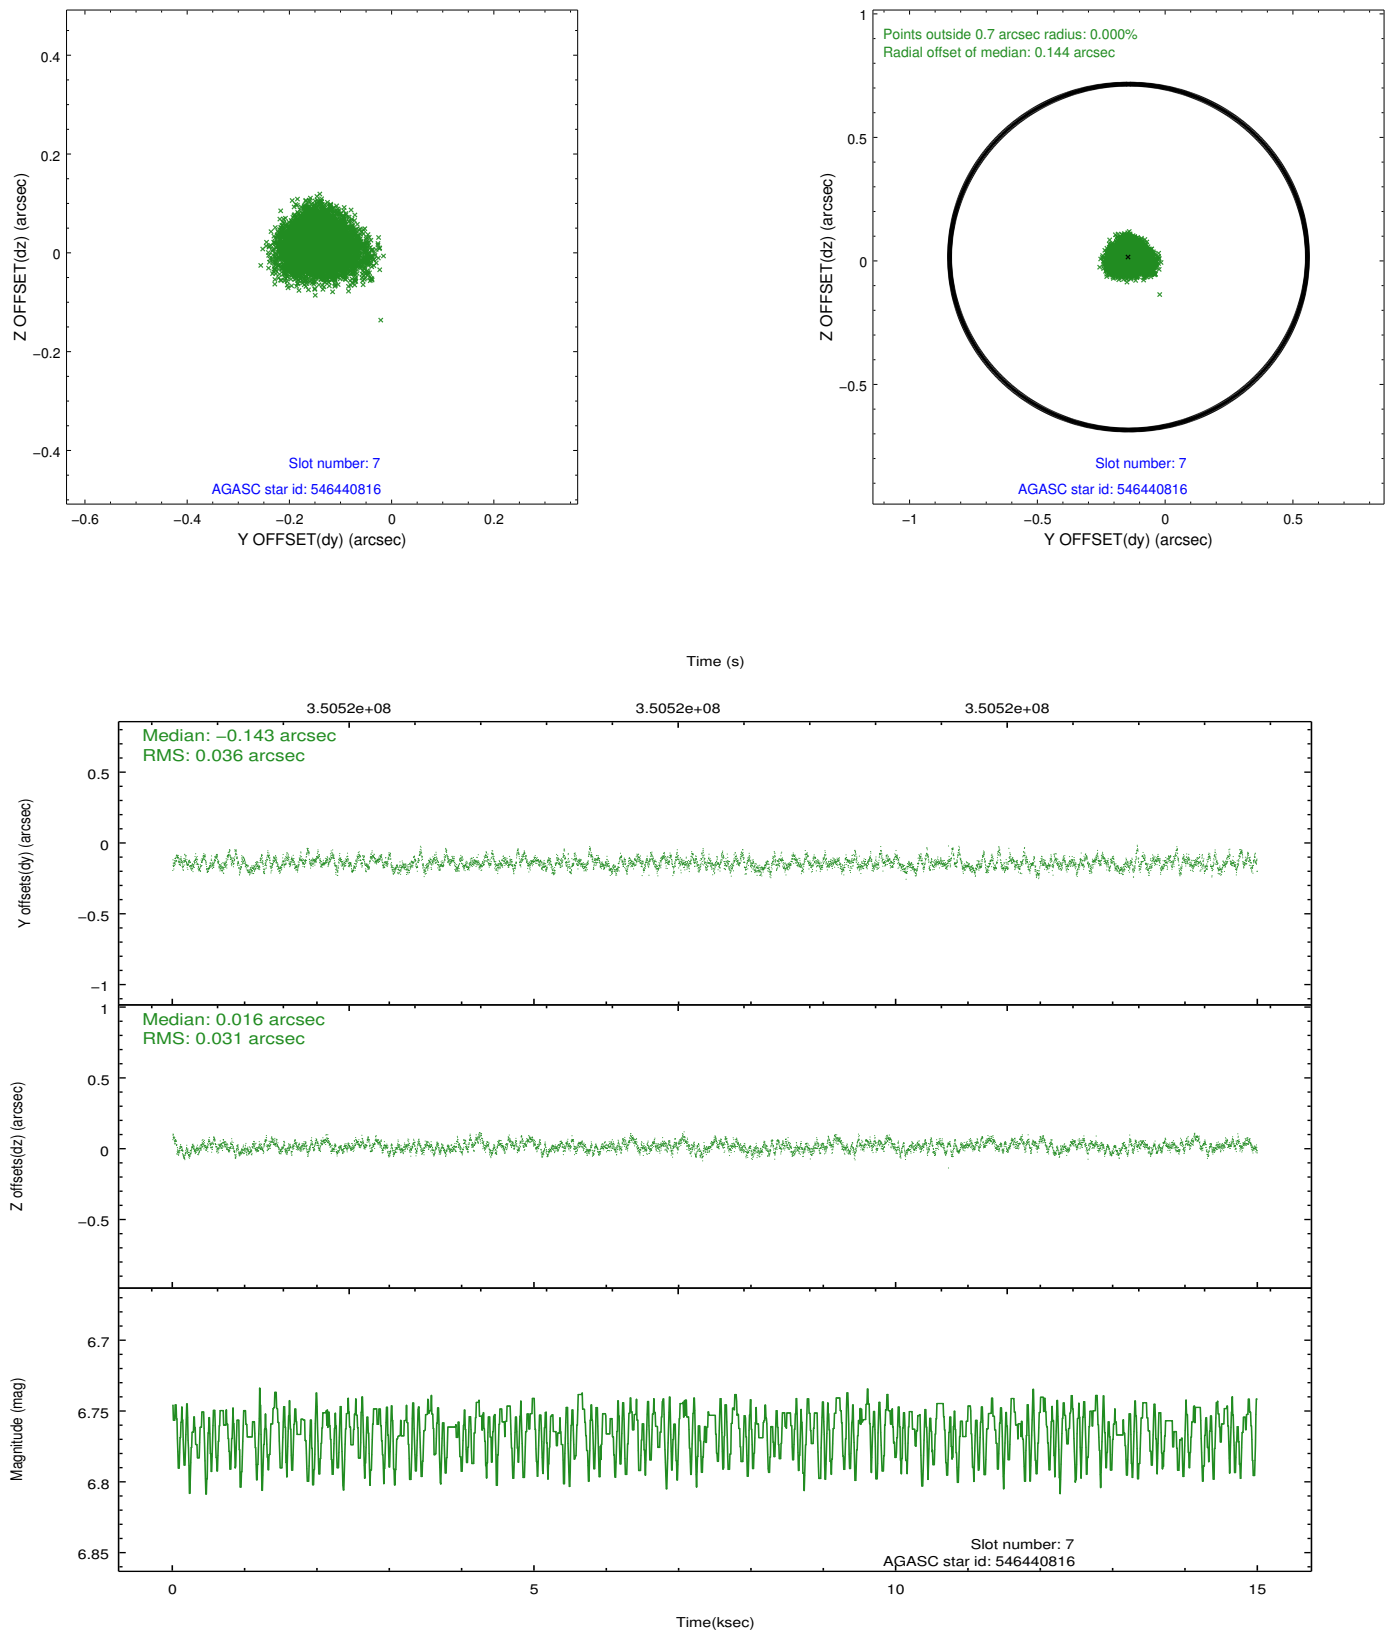 0.4
0.2
0
−0.2
−0.4
Z OFFSET(dz) (arcsec)
Slot number: 7
AGASC star id: 546440816
−0.6 −0.4 −0.2 0 0.2
Y OFFSET(dy) (arcsec)
Points outside 0.7 arcsec radius: 0.000%
Radial offset of median: 0.144 arcsec
1
0.5
0
−0.5
Z OFFSET(dz) (arcsec)
Slot number: 7
AGASC star id: 546440816
−1 −0.5 0 0.5
Y OFFSET(dy) (arcsec)
Time (s)
3.5052e+08 3.5052e+08 3.5052e+08
Median: −0.143 arcsec
RMS: 0.036 arcsec
0.5
0
−0.5
−1
Y offsets(dy) (arcsec)
Median: 0.016 arcsec
RMS: 0.031 arcsec
1
0.5
0
−0.5
Z offsets(dz) (arcsec)
6.7
6.75
6.8
6.85
Magnitude (mag)
Slot number: 7
AGASC star id: 546440816
0 5 10 15
Time(ksec)